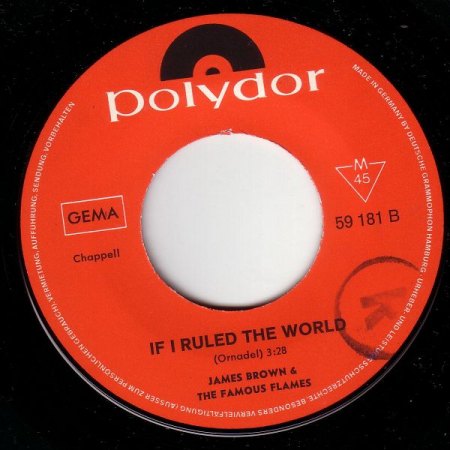 polydor
MADE IN GERMANY BY DEUTSCHE GRAMMOPHON HAMBURG · URHEBER- UND LEISTUNGSSCHUTZRECHTE, BESONDERS VERVIELFÄLTIGUNG (AUSSER ZUM PERSÖNLICHEN GEBRAUCH), VERMIETUNG, AUFFÜHRUNG, SENDUNG, VORBEHALTEN
GEMA
M
45
59 181 B
Chappell
K
IF I RULED THE WORLD
(Ornadel) 3:28
JAMES BROWN &
THE FAMOUS FLAMES